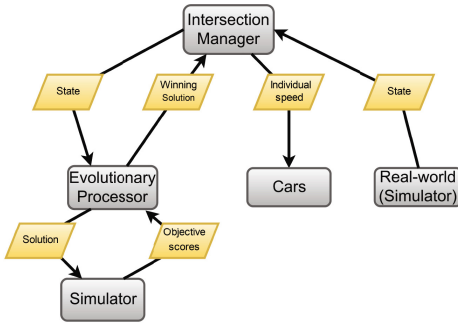 Intersection
Manager
State
Winning
Solution
Individual
speed
State
Evolutionary
Processor
Cars
Real-world
(Simulator)
Solution
Objective
scores
Simulator